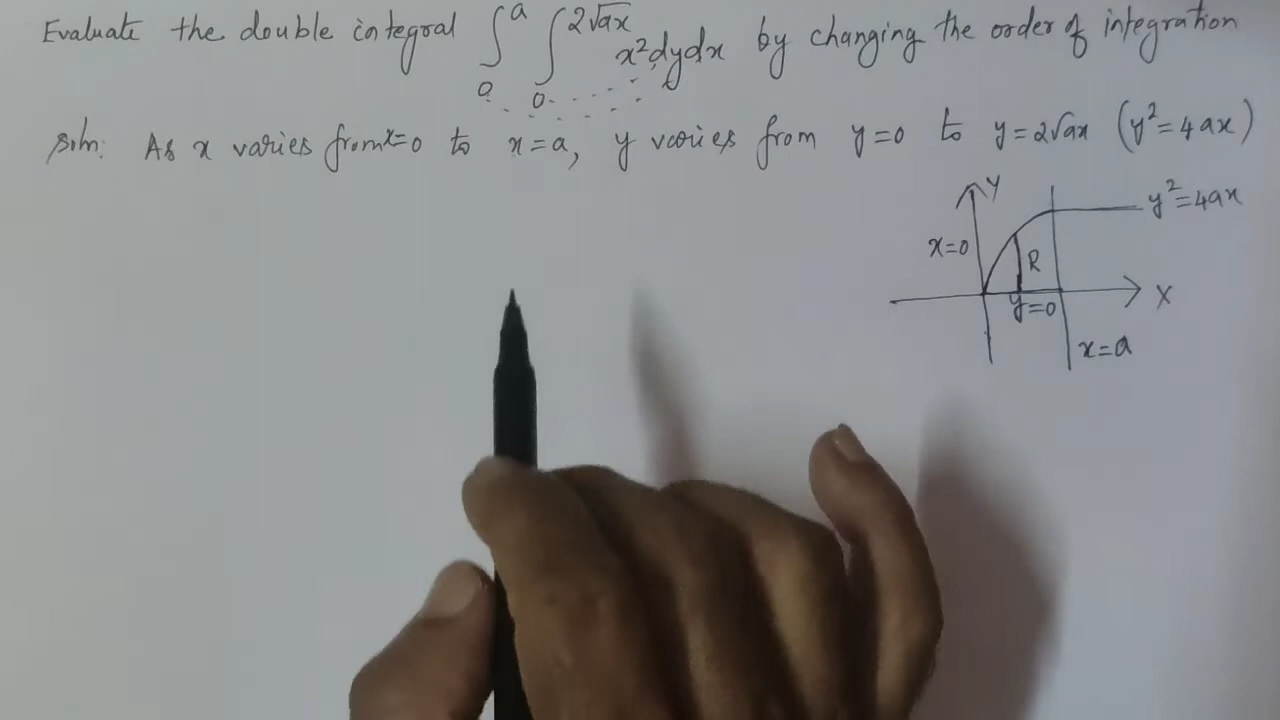 Evaluate the double integral ∫₀ᵃ ∫₀^{2√ax} x²dydx by changing the order of integration
Soln: As x varies from x=0 to x=a, y varies from y=0 to y=2√ax (y²=4ax)
Y
y²=4ax
x=0
R
X
y=0
x=a